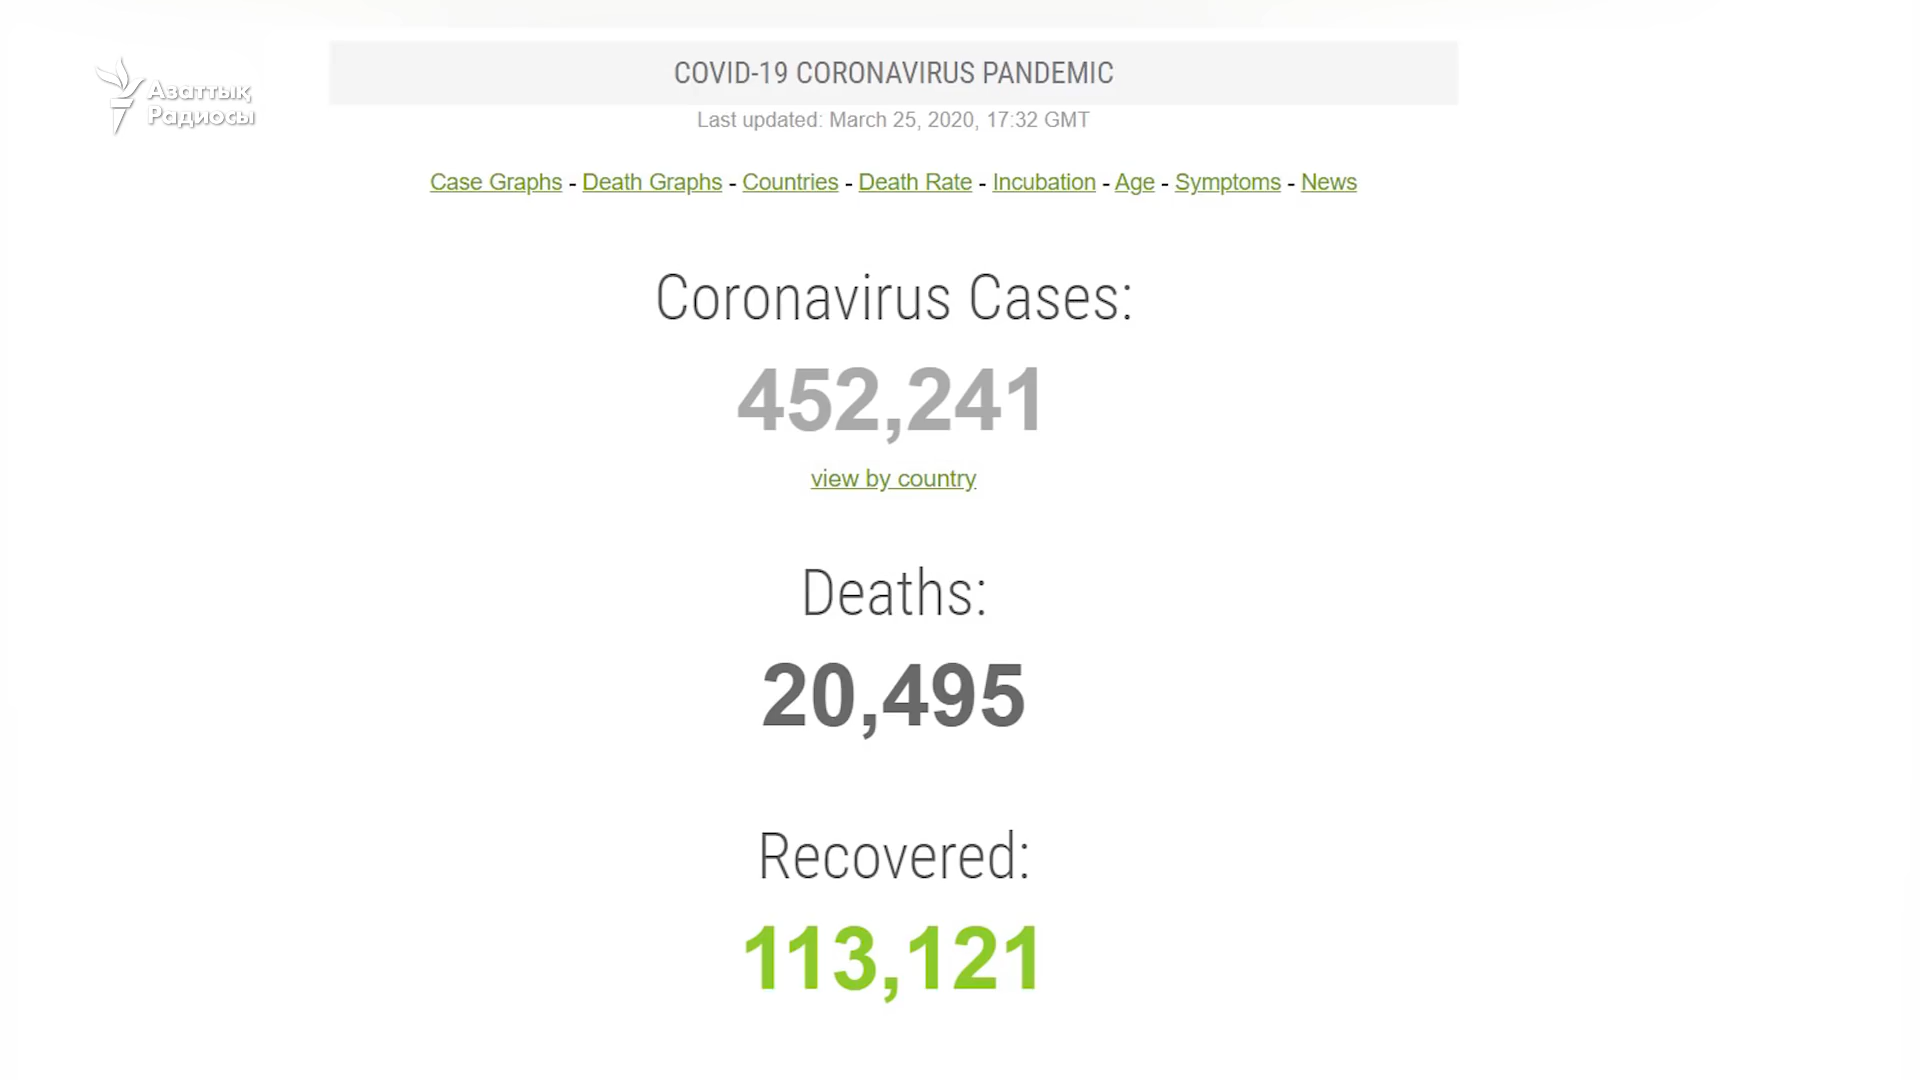 Азаттық
Радиосы
COVID-19 CORONAVIRUS PANDEMIC
Last updated: March 25, 2020, 17:32 GMT
Case Graphs - Death Graphs - Countries - Death Rate - Incubation - Age - Symptoms - News
Coronavirus Cases:
452,241
view by country
Deaths:
20,495
Recovered:
113,121